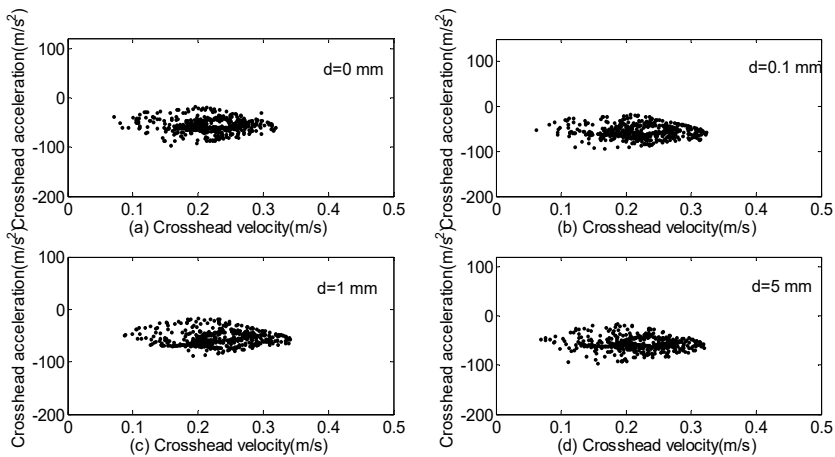 Crosshead acceleration(m/s²)
100
0
-100
-200
d=0 mm
0 0.1 0.2 0.3 0.4 0.5
(a) Crosshead velocity(m/s)
Crosshead acceleration(m/s²)
100
0
-100
-200
d=0.1 mm
0 0.1 0.2 0.3 0.4 0.5
(b) Crosshead velocity(m/s)
Crosshead acceleration(m/s²)
100
0
-100
-200
d=1 mm
0 0.1 0.2 0.3 0.4 0.5
(c) Crosshead velocity(m/s)
Crosshead acceleration(m/s²)
100
0
-100
-200
d=5 mm
0 0.1 0.2 0.3 0.4 0.5
(d) Crosshead velocity(m/s)